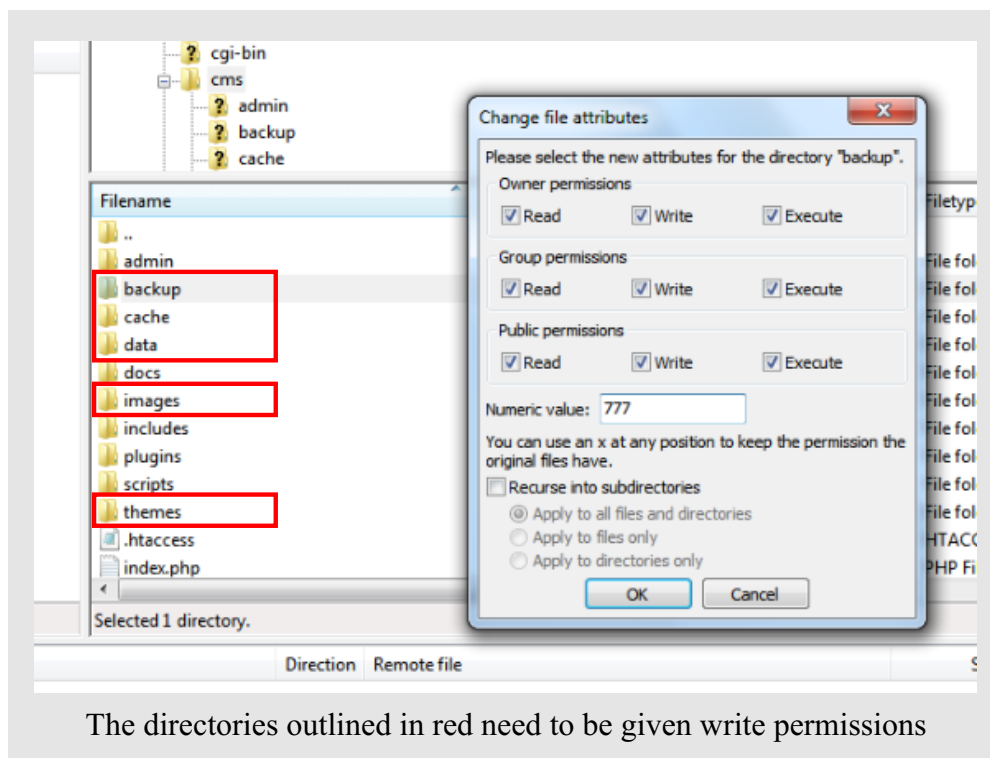 cgi-bin
cms
admin
backup
cache
Filename
Filetyp
..
admin
File fol
backup
File fol
cache
File fol
data
File fol
docs
File fol
images
File fol
includes
File fol
plugins
File fol
scripts
File fol
themes
File fol
.htaccess
HTACC
index.php
PHP Fi
Selected 1 directory.
Change file attributes
Please select the new attributes for the directory "backup".
Owner permissions
Read Write Execute
Group permissions
Read Write Execute
Public permissions
Read Write Execute
Numeric value: 777
You can use an x at any position to keep the permission the
original files have.
Recurse into subdirectories
Apply to all files and directories
Apply to files only
Apply to directories only
OK Cancel
Direction Remote file S
The directories outlined in red need to be given write permissions